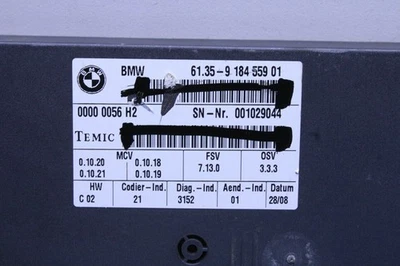 BMW 61.35-9 184 559 01
0000 0056 H2 SN-Nr. 001029044
TEMIC
MCV FSV OSV
0.10.20 0.10.18 7.13.0 3.3.3
0.10.21 0.10.19
HW Codier-Ind. Diag.-Ind. Aend.-Ind. Datum
C 02 21 3152 01 28/08